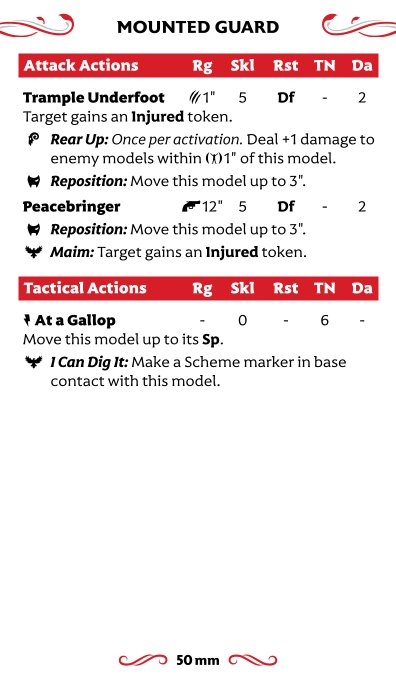 MOUNTED GUARD
Attack Actions Rg Skl Rst TN Da
Trample Underfoot 1" 5 Df - 2
Target gains an Injured token.
Rear Up: Once per activation. Deal +1 damage to
enemy models within 1" of this model.
Reposition: Move this model up to 3".
Peacebringer 12" 5 Df - 2
Reposition: Move this model up to 3".
Maim: Target gains an Injured token.
Tactical Actions Rg Skl Rst TN Da
At a Gallop - 0 - 6 -
Move this model up to its Sp.
I Can Dig It: Make a Scheme marker in base
contact with this model.
50 mm